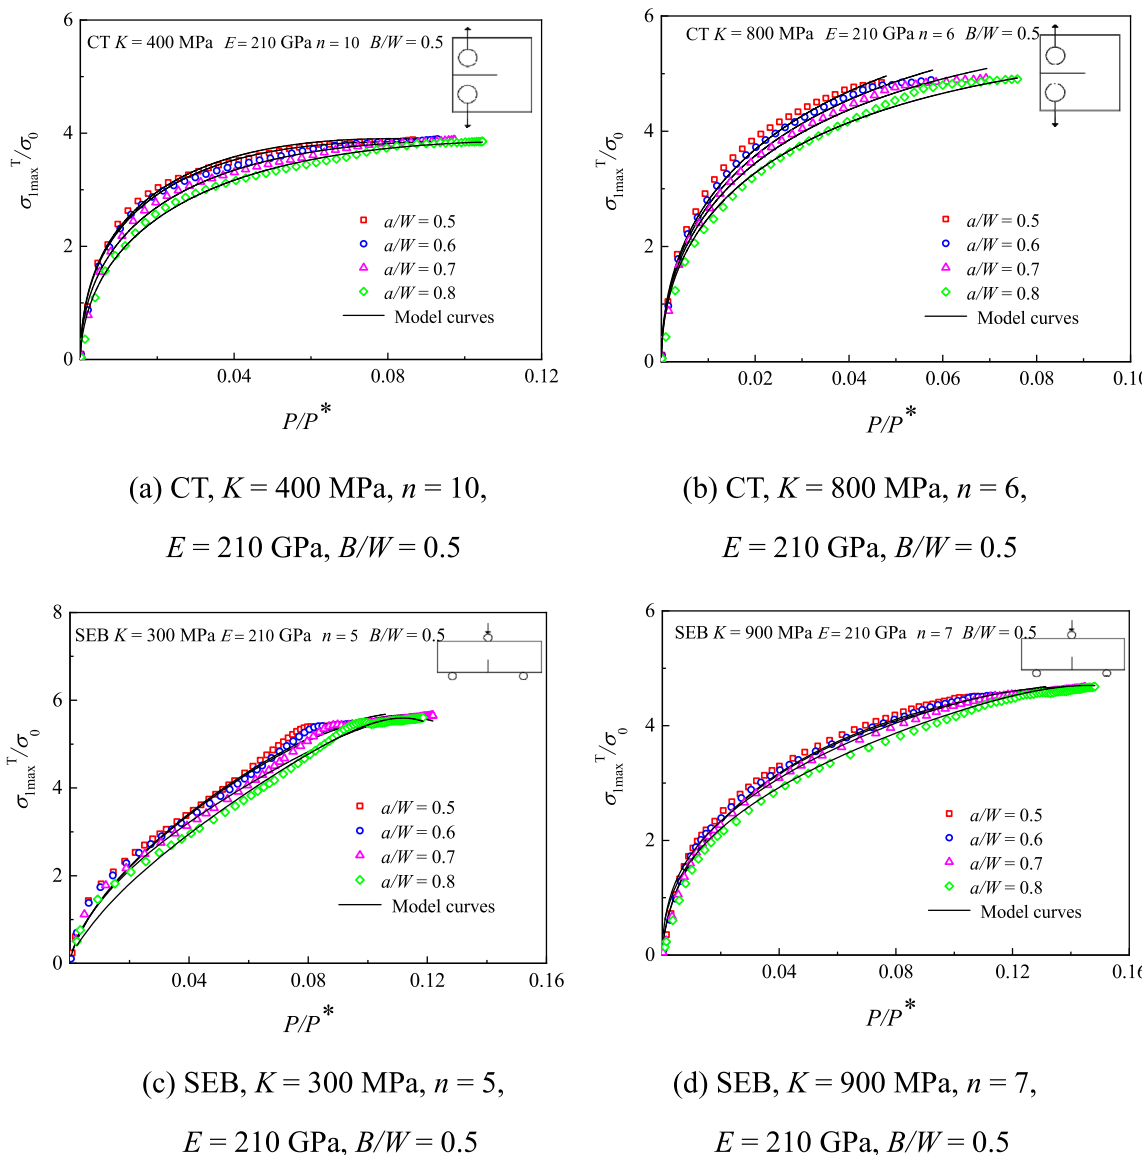 CT K = 400 MPa E = 210 GPa n = 10 B/W = 0.5
6
4
2
0
σ1maxT/σ0
a/W = 0.5
a/W = 0.6
a/W = 0.7
a/W = 0.8
Model curves
0.04 0.08 0.12
P/P*
(a) CT, K = 400 MPa, n = 10,
E = 210 GPa, B/W = 0.5
CT K = 800 MPa E = 210 GPa n = 6 B/W = 0.5
6
4
2
0
σ1maxT/σ0
a/W = 0.5
a/W = 0.6
a/W = 0.7
a/W = 0.8
Model curves
0.02 0.04 0.06 0.08 0.10
P/P*
(b) CT, K = 800 MPa, n = 6,
E = 210 GPa, B/W = 0.5
SEB K = 300 MPa E = 210 GPa n = 5 B/W = 0.5
8
6
4
2
0
σ1maxT/σ0
a/W = 0.5
a/W = 0.6
a/W = 0.7
a/W = 0.8
Model curves
0.04 0.08 0.12 0.16
P/P*
(c) SEB, K = 300 MPa, n = 5,
E = 210 GPa, B/W = 0.5
SEB K = 900 MPa E = 210 GPa n = 7 B/W = 0.5
6
4
2
0
σ1maxT/σ0
a/W = 0.5
a/W = 0.6
a/W = 0.7
a/W = 0.8
Model curves
0.04 0.08 0.12 0.16
P/P*
(d) SEB, K = 900 MPa, n = 7,
E = 210 GPa, B/W = 0.5